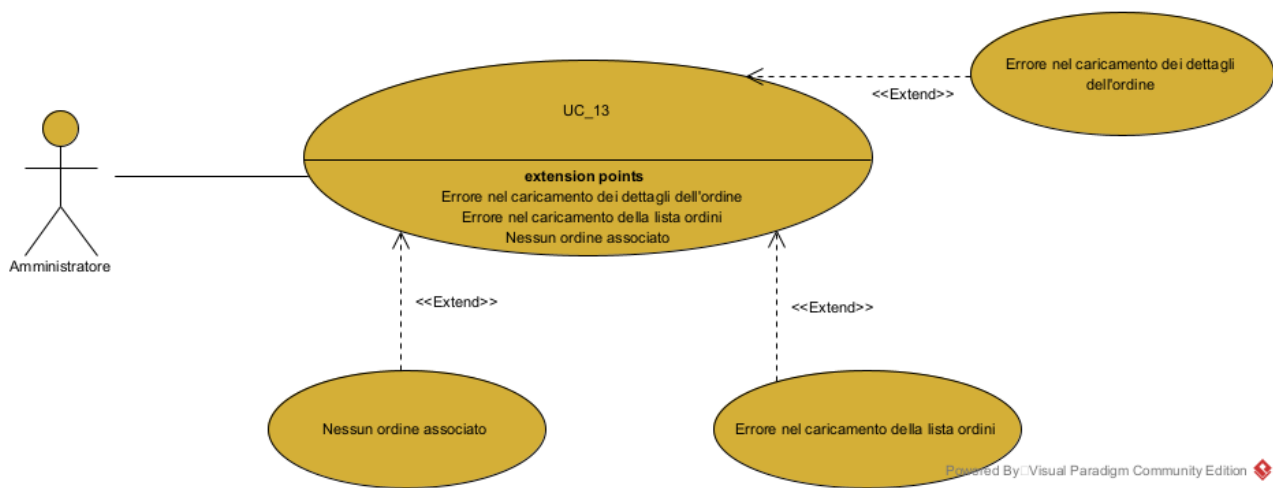 Errore nel caricamento dei dettagli
dell'ordine
<<Extend>>
UC_13
extension points
Errore nel caricamento dei dettagli dell'ordine
Errore nel caricamento della lista ordini
Nessun ordine associato
Amministratore
<<Extend>>
<<Extend>>
Nessun ordine associato
Errore nel caricamento della lista ordini
Powered By Visual Paradigm Community Edition